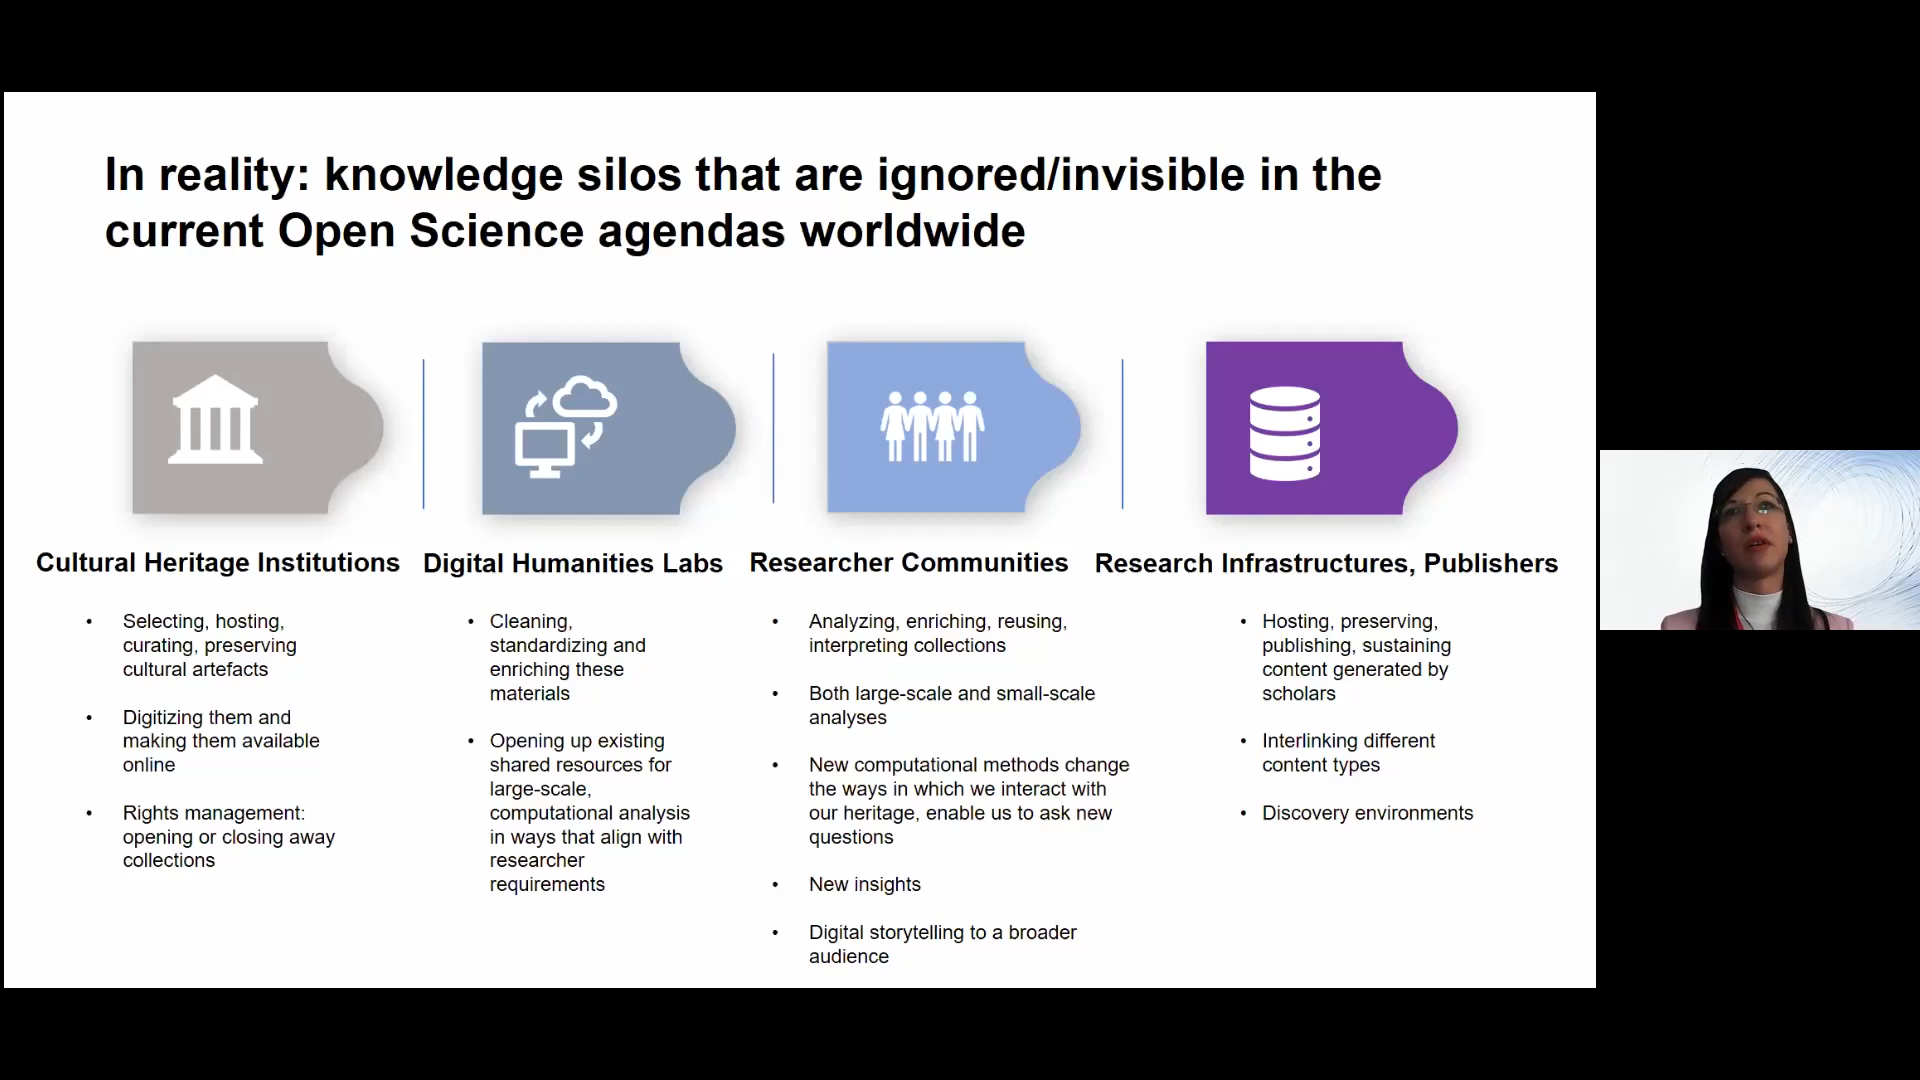 In reality: knowledge silos that are ignored/invisible in the
current Open Science agendas worldwide
Cultural Heritage Institutions
• Selecting, hosting,
curating, preserving
cultural artefacts
• Digitizing them and
making them available
online
• Rights management:
opening or closing away
collections
Digital Humanities Labs
• Cleaning,
standardizing and
enriching these
materials
• Opening up existing
shared resources for
large-scale,
computational analysis
in ways that align with
researcher
requirements
Researcher Communities
• Analyzing, enriching, reusing,
interpreting collections
• Both large-scale and small-scale
analyses
• New computational methods change
the ways in which we interact with
our heritage, enable us to ask new
questions
• New insights
• Digital storytelling to a broader
audience
Research Infrastructures, Publishers
• Hosting, preserving,
publishing, sustaining
content generated by
scholars
• Interlinking different
content types
• Discovery environments